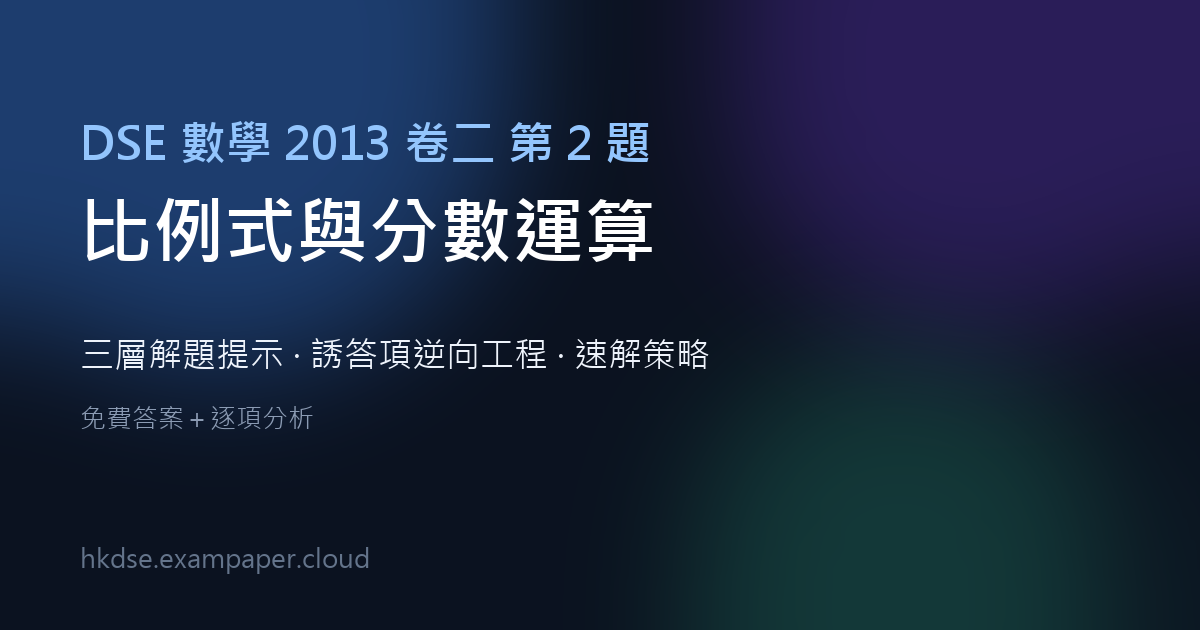 DSE 數學 2013 卷二 第 2 題
比例式與分數運算
三層解題提示 · 誘答項逆向工程 · 速解策略
免費答案 + 逐項分析
hkdse.exampaper.cloud